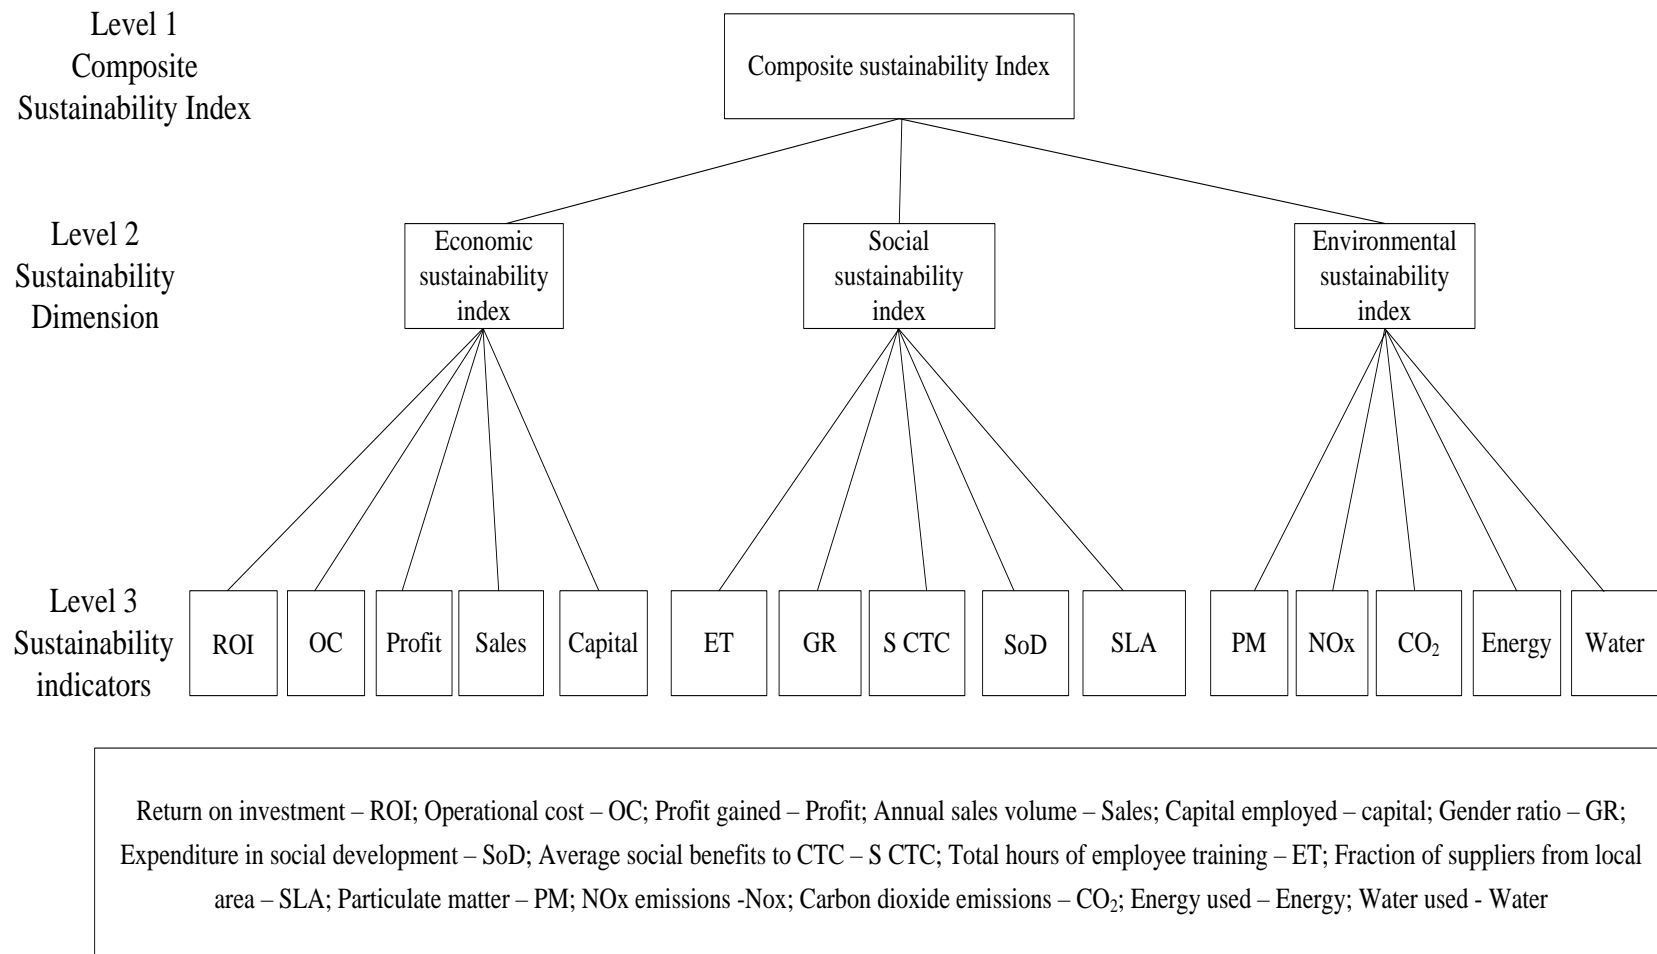 Level 1
Composite
Sustainability Index
Composite sustainability Index
Level 2
Sustainability
Dimension
Economic
sustainability
index
Social
sustainability
index
Environmental
sustainability
index
Level 3
Sustainability
indicators
ROI
OC
Profit
Sales
Capital
ET
GR
S CTC
SoD
SLA
PM
NOx
CO₂
Energy
Water
Return on investment – ROI; Operational cost – OC; Profit gained – Profit; Annual sales volume – Sales; Capital employed – capital; Gender ratio – GR;
Expenditure in social development – SoD; Average social benefits to CTC – S CTC; Total hours of employee training – ET; Fraction of suppliers from local
area – SLA; Particulate matter – PM; NOx emissions -Nox; Carbon dioxide emissions – CO₂; Energy used – Energy; Water used - Water